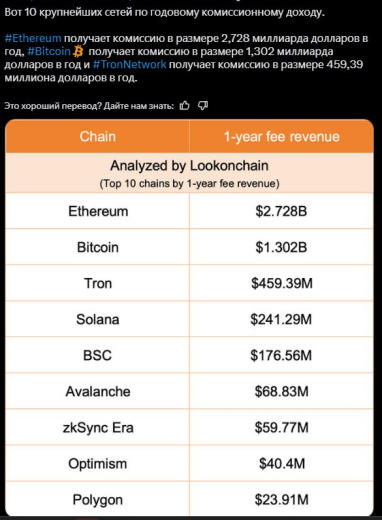 Вот 10 крупнейших сетей по годовому комиссионному доходу.
#Ethereum получает комиссию в размере 2,728 миллиарда долларов в
год, #Bitcoin получает комиссию в размере 1,302 миллиарда
долларов в год и #TronNetwork получает комиссию в размере 459,39
миллиона долларов в год.
Это хороший перевод? Дайте нам знать:
Chain 1-year fee revenue
Analyzed by Lookonchain
(Top 10 chains by 1-year fee revenue)
Ethereum $2.728B
Bitcoin $1.302B
Tron $459.39M
Solana $241.29M
BSC $176.56M
Avalanche $68.83M
zkSync Era $59.77M
Optimism $40.4M
Polygon $23.91M